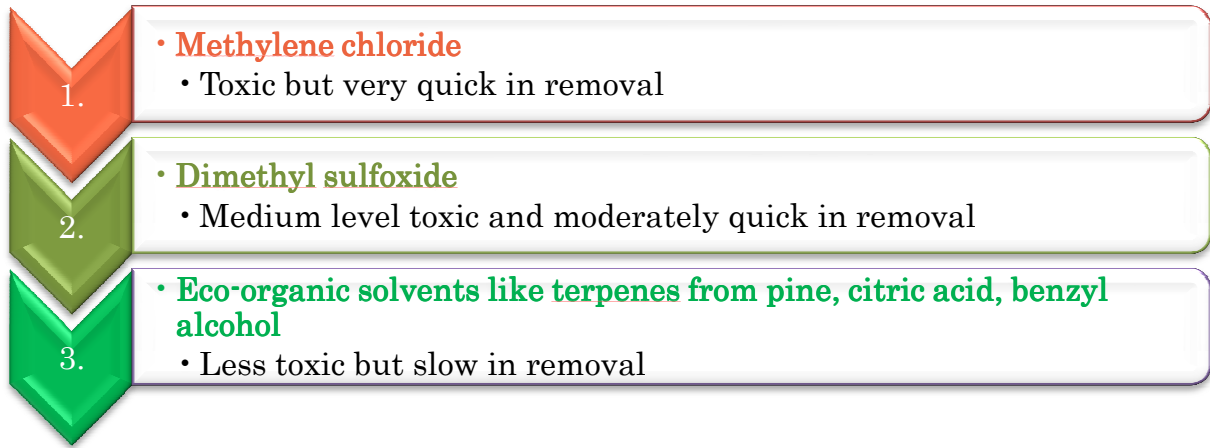 1.
• Methylene chloride
• Toxic but very quick in removal
2.
• Dimethyl sulfoxide
• Medium level toxic and moderately quick in removal
3.
• Eco-organic solvents like terpenes from pine, citric acid, benzyl
alcohol
• Less toxic but slow in removal